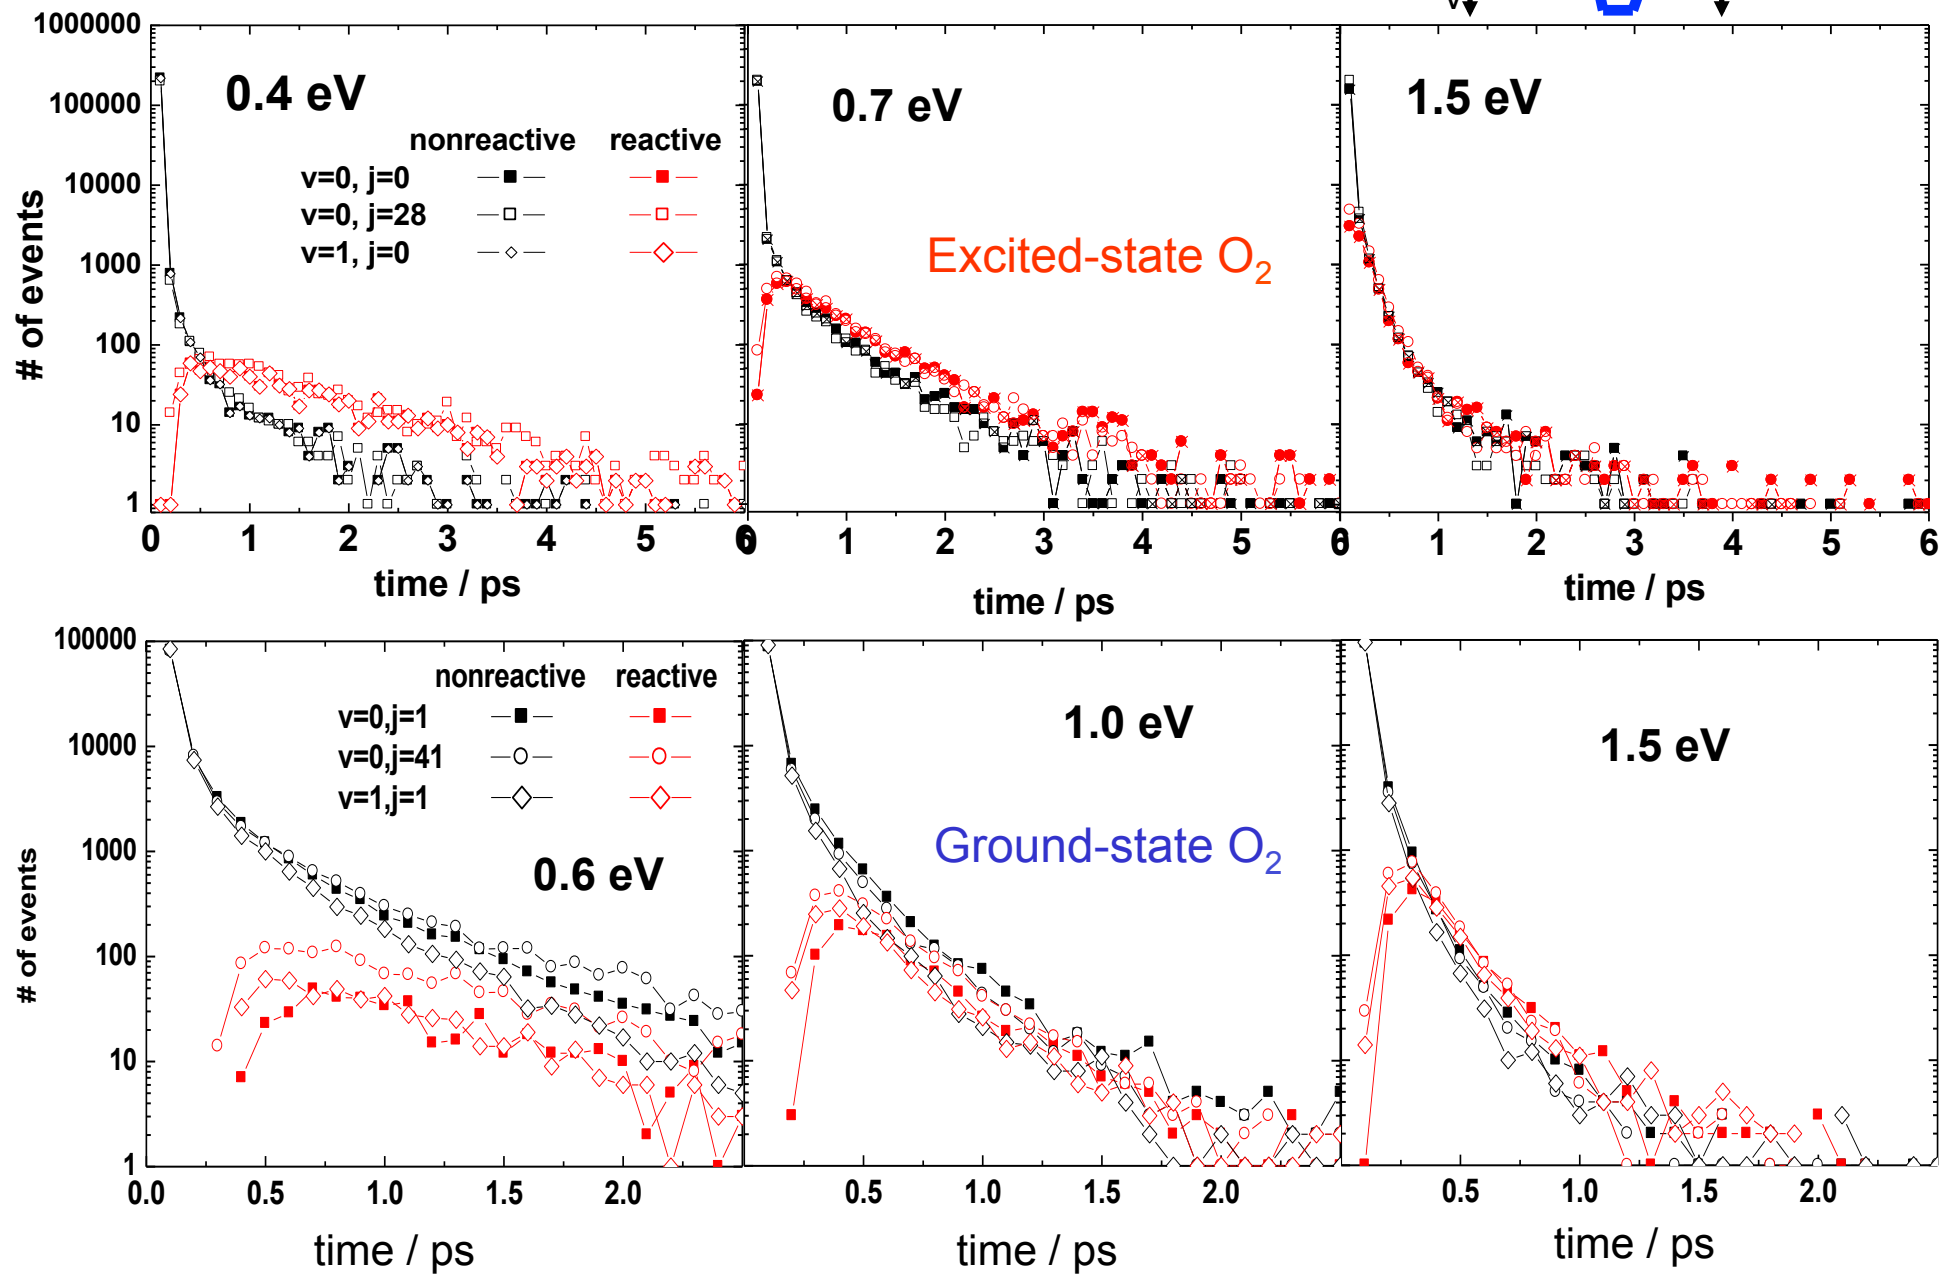 v
1000000
100000
10000
1000
100
10
1
# of events
0.4 eV
nonreactive reactive
v=0, j=0
v=0, j=28
v=1, j=0
0.7 eV
Excited-state O₂
1.5 eV
0 1 2 3 4 5 6
0 1 2 3 4 5 6
1 2 3 4 5 6
time / ps
time / ps
time / ps
100000
10000
1000
100
10
1
# of events
nonreactive reactive
v=0,j=1
v=0,j=41
v=1,j=1
0.6 eV
1.0 eV
Ground-state O₂
1.5 eV
0.0 0.5 1.0 1.5 2.0
0.5 1.0 1.5 2.0
0.5 1.0 1.5 2.0
time / ps
time / ps
time / ps